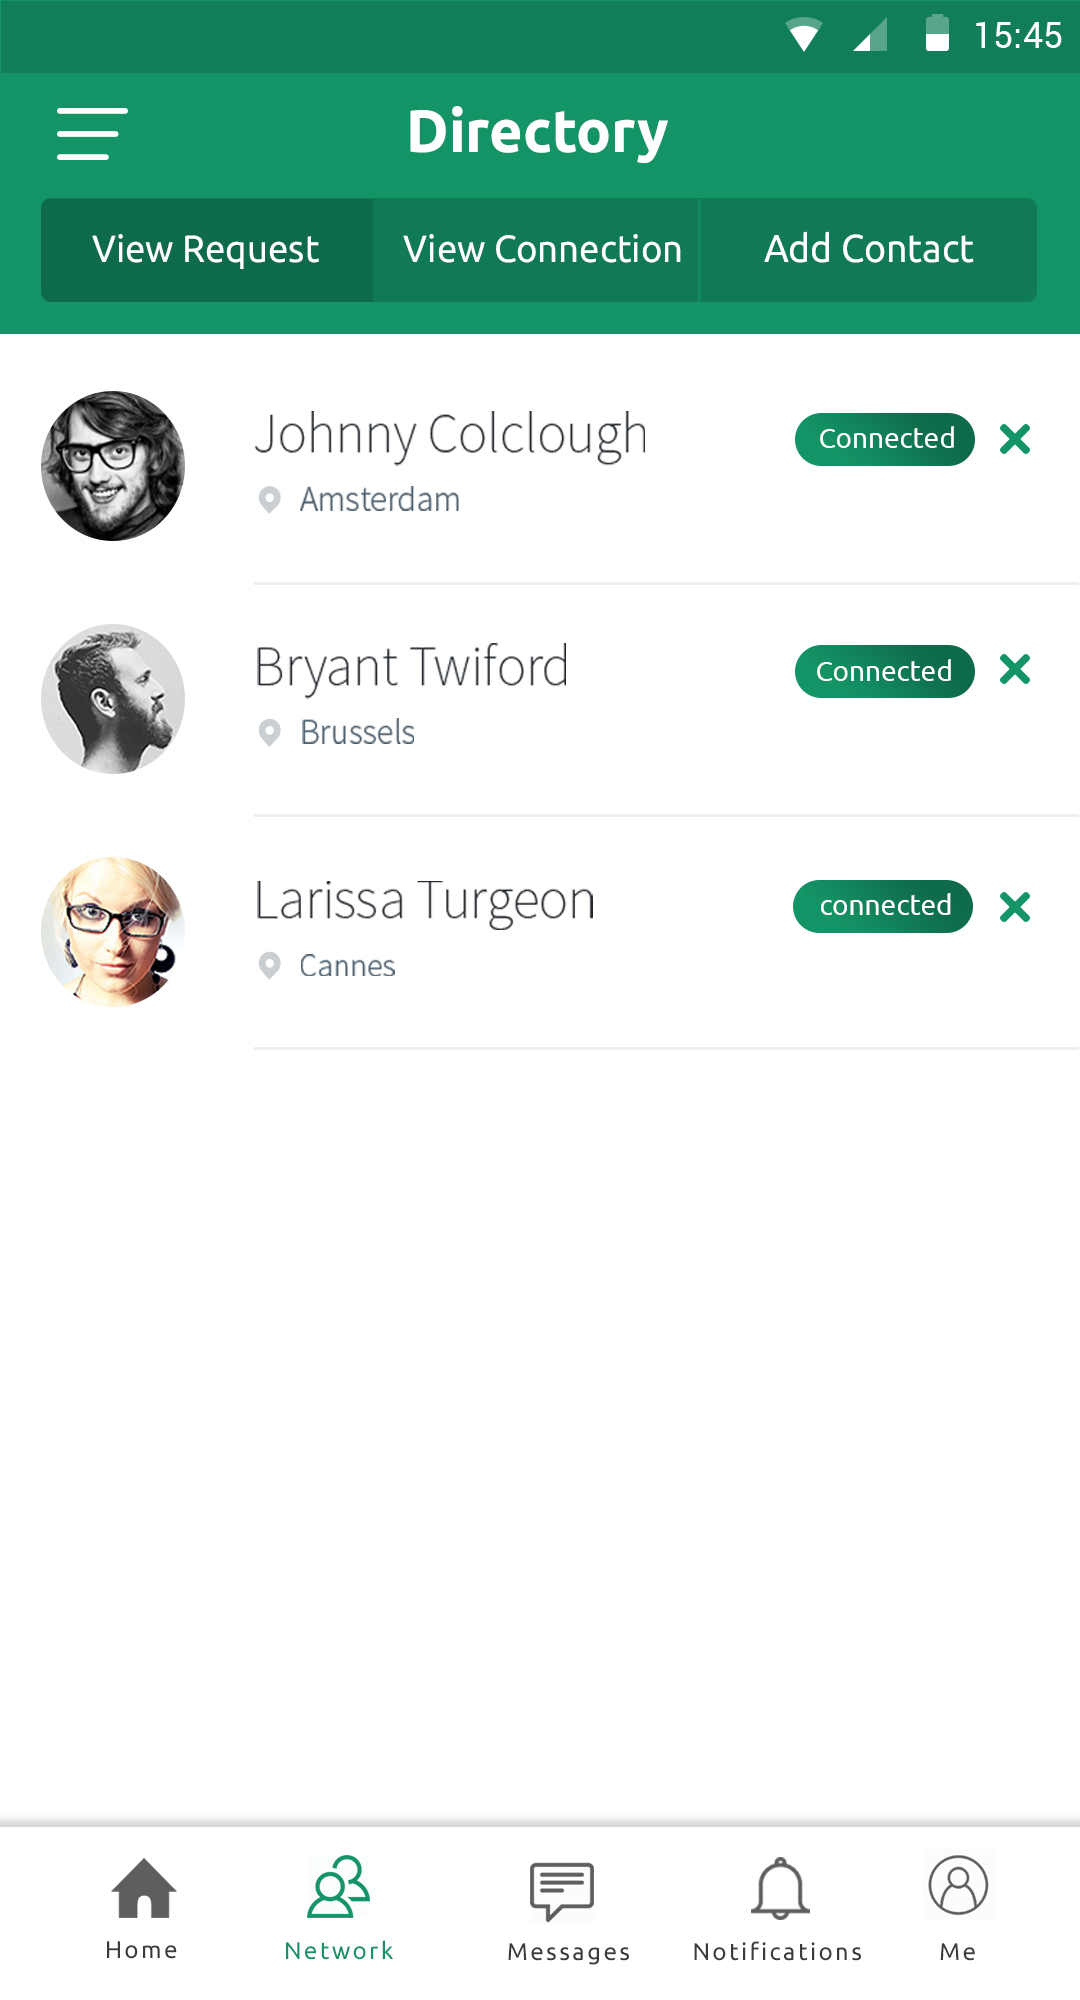 15:45
Directory
View Request View Connection Add Contact
Johnny Colclough Connected
Amsterdam
Bryant Twiford Connected
Brussels
Larissa Turgeon connected
Cannes
Home Network Messages Notifications Me